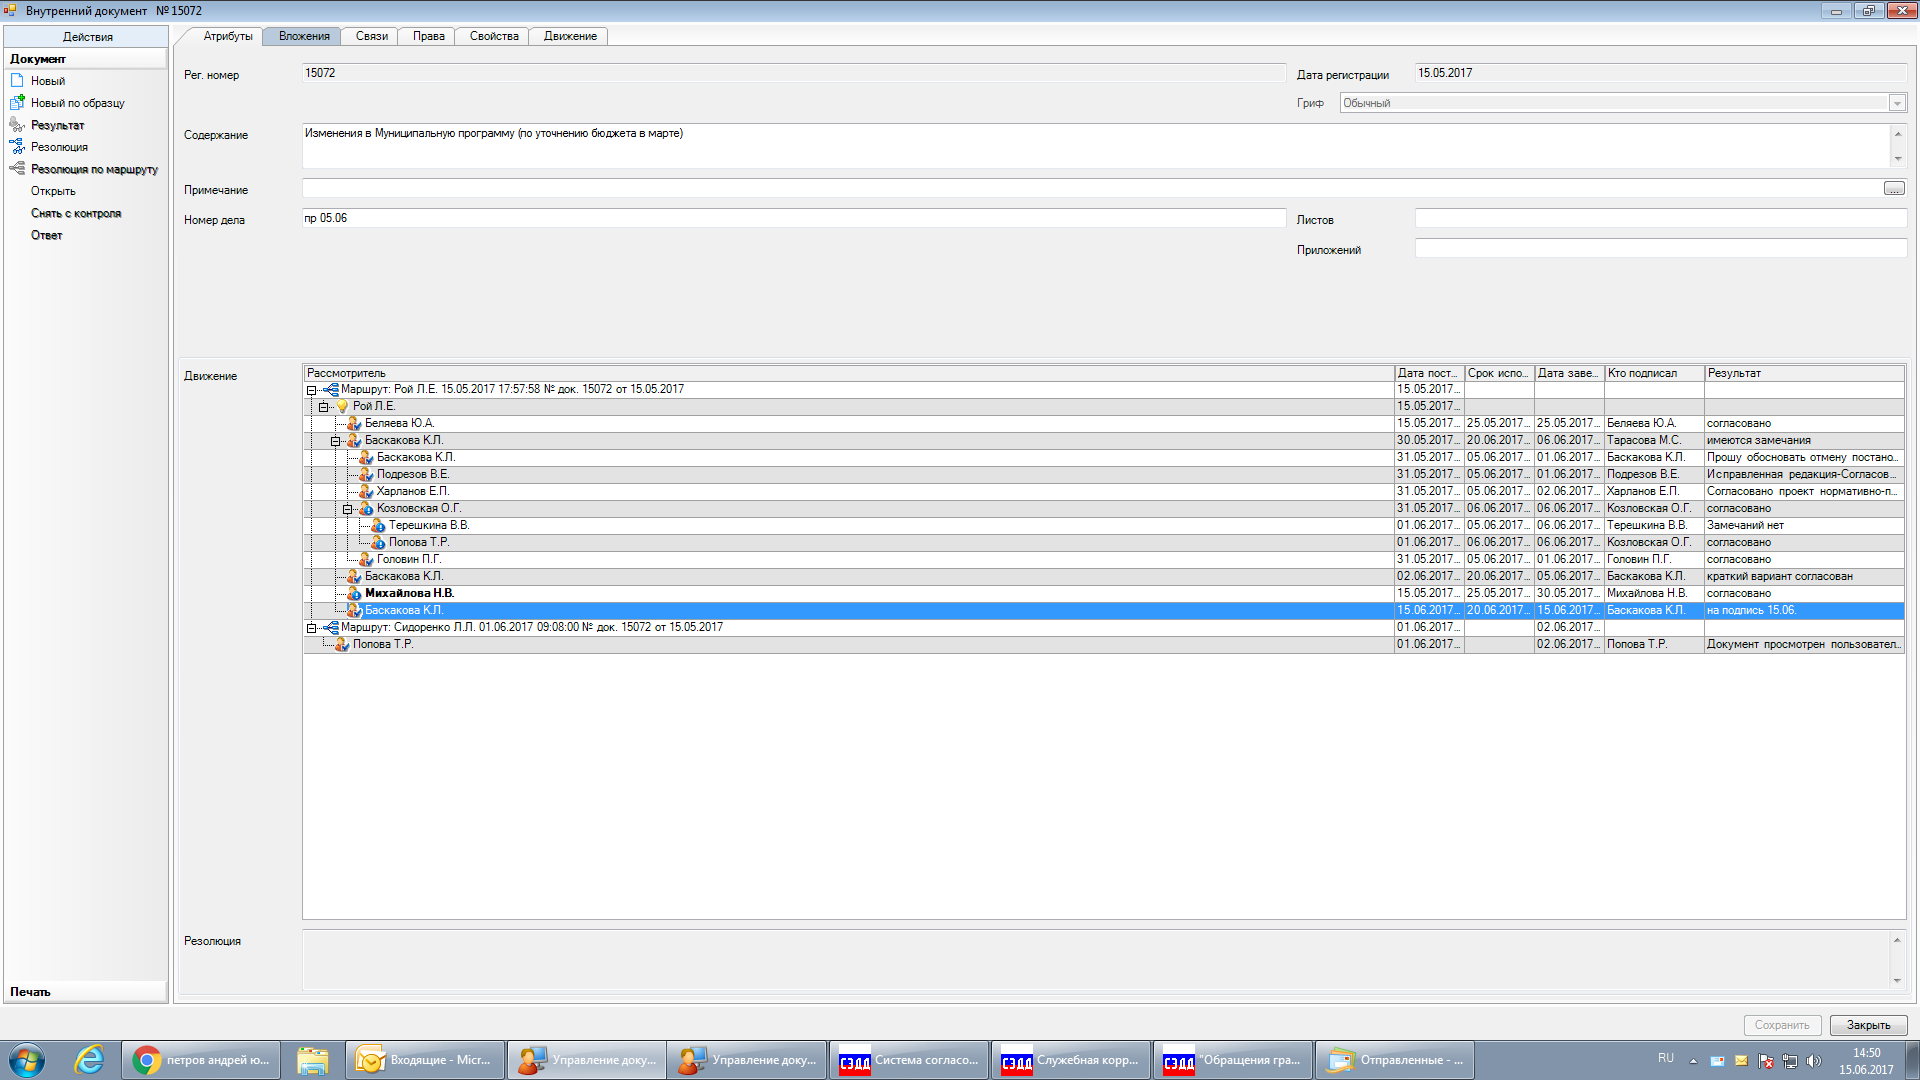 Внутренний документ № 15072
Действия
Документ
Новый
Новый по образцу
Результат
Резолюция
Резолюция по маршруту
Открыть
Снять с контроля
Ответ
Печать
Атрибуты Вложения Связи Права Свойства Движение
Рег. номер 15072 Дата регистрации 15.05.2017
Гриф Обычный
Содержание Изменения в Муниципальную программу (по уточнению бюджета в марте)
Примечание ...
Номер дела пр 05.06 Листов
Приложений
Движение
Рассмотритель Дата пост... Срок испо... Дата заве... Кто подписал Результат
Маршрут: Рой Л.Е. 15.05.2017 17:57:58 № док. 15072 от 15.05.2017 15.05.2017...
Рой Л.Е. 15.05.2017...
Беляева Ю.А. 15.05.2017... 25.05.2017... 25.05.2017... Беляева Ю.А. согласовано
Баскакова К.Л. 30.05.2017... 20.06.2017... 06.06.2017... Тарасова М.С. имеются замечания
Баскакова К.Л. 31.05.2017... 05.06.2017... 01.06.2017... Баскакова К.Л. Прошу обосновать отмену постано...
Подрезов В.Е. 31.05.2017... 05.06.2017... 01.06.2017... Подрезов В.Е. Исправленная редакция-Согласов...
Харланов Е.П. 31.05.2017... 05.06.2017... 02.06.2017... Харланов Е.П. Согласовано проект нормативно-п...
Козловская О.Г. 31.05.2017... 06.06.2017... 06.06.2017... Козловская О.Г. согласовано
Терешкина В.В. 01.06.2017... 05.06.2017... 06.06.2017... Терешкина В.В. Замечаний нет
Попова Т.Р. 01.06.2017... 06.06.2017... 06.06.2017... Козловская О.Г. согласовано
Головин П.Г. 31.05.2017... 05.06.2017... 01.06.2017... Головин П.Г. согласовано
Баскакова К.Л. 02.06.2017... 20.06.2017... 05.06.2017... Баскакова К.Л. краткий вариант согласован
Михайлова Н.В. 15.05.2017... 25.05.2017... 30.05.2017... Михайлова Н.В. согласовано
Баскакова К.Л. 15.06.2017... 20.06.2017... 15.06.2017... Баскакова К.Л. на подпись 15.06.
Маршрут: Сидоренко Л.Л. 01.06.2017 09:08:00 № док. 15072 от 15.05.2017 01.06.2017... 02.06.2017...
Попова Т.Р. 01.06.2017... 02.06.2017... Попова Т.Р. Документ просмотрен пользовател...
Резолюция
Сохранить Закрыть
петров андрей ю... Входящие - Micr... Управление доку... Управление доку... СЭДД Система согласо... СЭДД Служебная корр... СЭДД "Обращения гра... Отправленные - ... RU 14:50
15.06.2017